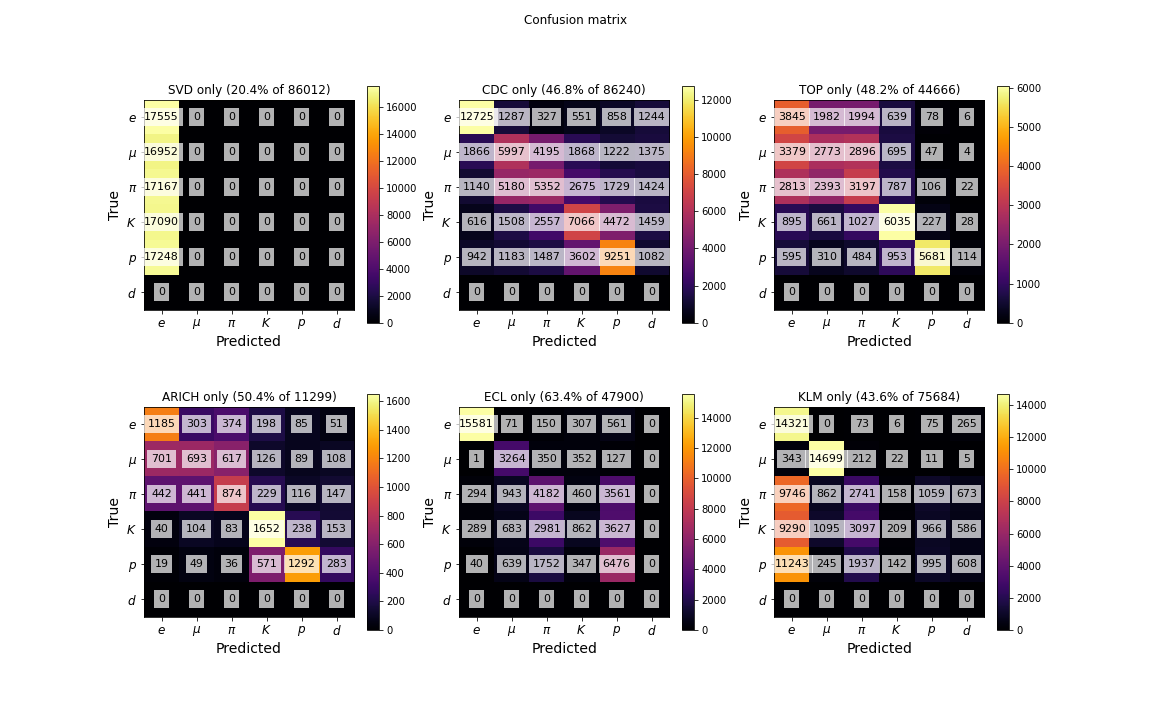 Confusion matrix
SVD only (20.4% of 86012)
True
e 17555 0 0 0 0 0
μ 16952 0 0 0 0 0
π 17167 0 0 0 0 0
K 17090 0 0 0 0 0
p 17248 0 0 0 0 0
d 0 0 0 0 0 0
e μ π K p d
Predicted
16000
14000
12000
10000
8000
6000
4000
2000
0
CDC only (46.8% of 86240)
True
12725 1287 327 551 858 1244
1866 5997 4195 1868 1222 1375
1140 5180 5352 2675 1729 1424
616 1508 2557 7066 4472 1459
942 1183 1487 3602 9251 1082
0 0 0 0 0 0
e μ π K p d
Predicted
12000
10000
8000
6000
4000
2000
0
TOP only (48.2% of 44666)
True
e 3845 1982 1994 639 78 6
μ 3379 2773 2896 695 47 4
π 2813 2393 3197 787 106 22
K 895 661 1027 6035 227 28
p 595 310 484 953 5681 114
d 0 0 0 0 0 0
e μ π K p d
Predicted
6000
5000
4000
3000
2000
1000
0
ARICH only (50.4% of 11299)
True
e 1185 303 374 198 85 51
μ 701 693 617 126 89 108
π 442 441 874 229 116 147
K 40 104 83 1652 238 153
p 19 49 36 571 1292 283
d 0 0 0 0 0 0
e μ π K p d
Predicted
1600
1400
1200
1000
800
600
400
200
0
ECL only (63.4% of 47900)
True
e 15581 71 150 307 561 0
μ 1 3264 350 352 127 0
π 294 943 4182 460 3561 0
K 289 683 2981 862 3627 0
p 40 639 1752 347 6476 0
d 0 0 0 0 0 0
e μ π K p d
Predicted
14000
12000
10000
8000
6000
4000
2000
0
KLM only (43.6% of 75684)
True
e 14321 0 73 6 75 265
μ 343 14699 212 22 11 5
π 9746 862 2741 158 1059 673
K 9290 1095 3097 209 966 586
p 11243 245 1937 142 995 608
d 0 0 0 0 0 0
e μ π K p d
Predicted
14000
12000
10000
8000
6000
4000
2000
0